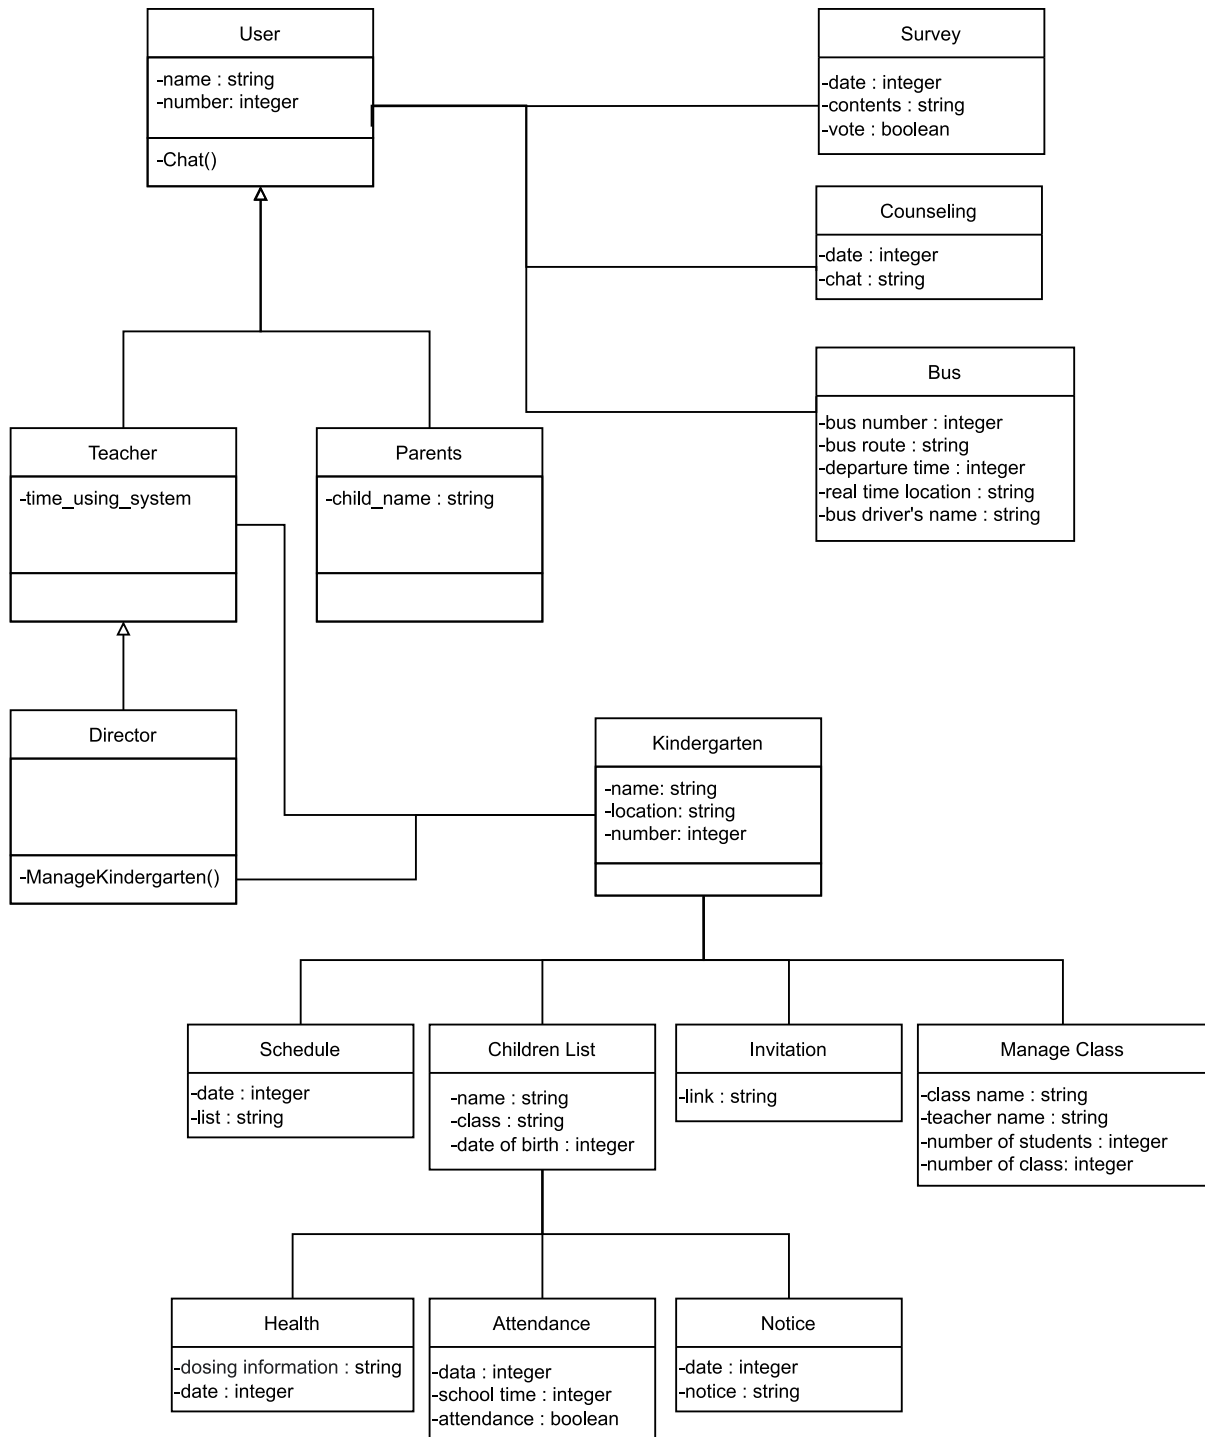 User
-name : string
-number: integer
-Chat()
Survey
-date : integer
-contents : string
-vote : boolean
Counseling
-date : integer
-chat : string
Bus
-bus number : integer
-bus route : string
-departure time : integer
-real time location : string
-bus driver's name : string
Teacher
-time_using_system
Parents
-child_name : string
Director
-ManageKindergarten()
Kindergarten
-name: string
-location: string
-number: integer
Schedule
-date : integer
-list : string
Children List
-name : string
-class : string
-date of birth : integer
Invitation
-link : string
Manage Class
-class name : string
-teacher name : string
-number of students : integer
-number of class: integer
Health
-dosing information : string
-date : integer
Attendance
-data : integer
-school time : integer
-attendance : boolean
Notice
-date : integer
-notice : string